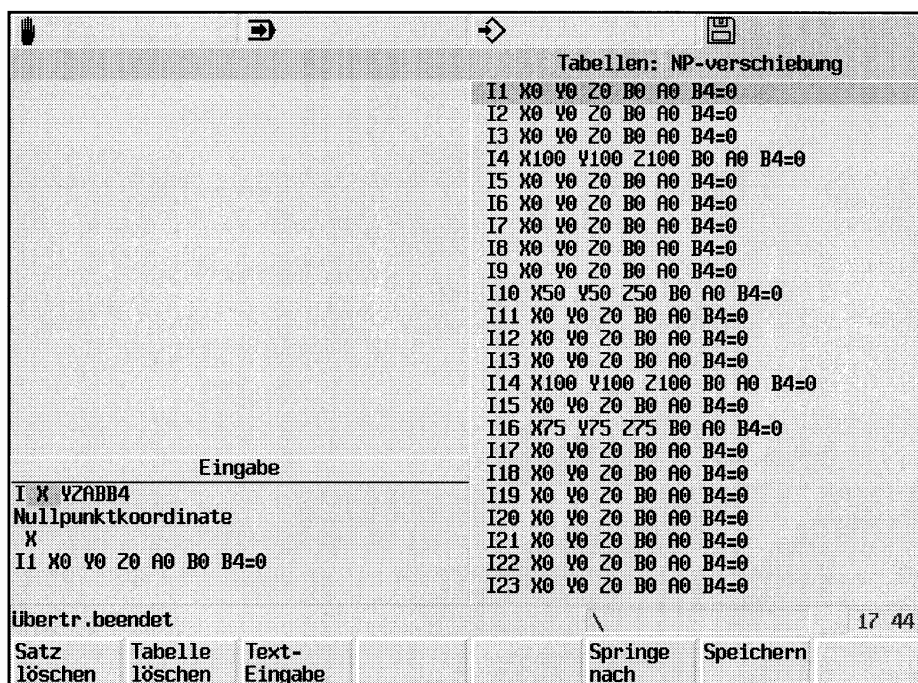 Tabellen: NP-verschiebung
I1 X0 Y0 Z0 B0 A0 B4=0
I2 X0 Y0 Z0 B0 A0 B4=0
I3 X0 Y0 Z0 B0 A0 B4=0
I4 X100 Y100 Z100 B0 A0 B4=0
I5 X0 Y0 Z0 B0 A0 B4=0
I6 X0 Y0 Z0 B0 A0 B4=0
I7 X0 Y0 Z0 B0 A0 B4=0
I8 X0 Y0 Z0 B0 A0 B4=0
I9 X0 Y0 Z0 B0 A0 B4=0
I10 X50 Y50 Z50 B0 A0 B4=0
I11 X0 Y0 Z0 B0 A0 B4=0
I12 X0 Y0 Z0 B0 A0 B4=0
I13 X0 Y0 Z0 B0 A0 B4=0
I14 X100 Y100 Z100 B0 A0 B4=0
I15 X0 Y0 Z0 B0 A0 B4=0
I16 X75 Y75 Z75 B0 A0 B4=0
I17 X0 Y0 Z0 B0 A0 B4=0
I18 X0 Y0 Z0 B0 A0 B4=0
I19 X0 Y0 Z0 B0 A0 B4=0
I20 X0 Y0 Z0 B0 A0 B4=0
I21 X0 Y0 Z0 B0 A0 B4=0
I22 X0 Y0 Z0 B0 A0 B4=0
I23 X0 Y0 Z0 B0 A0 B4=0
Eingabe
I X YZABB4
Nullpunktkoordinate
X
I1 X0 Y0 Z0 A0 B0 B4=0
übertr.beendet \ 17 44
Satz löschen
Tabelle löschen
Text-Eingabe
Springe nach
Speichern